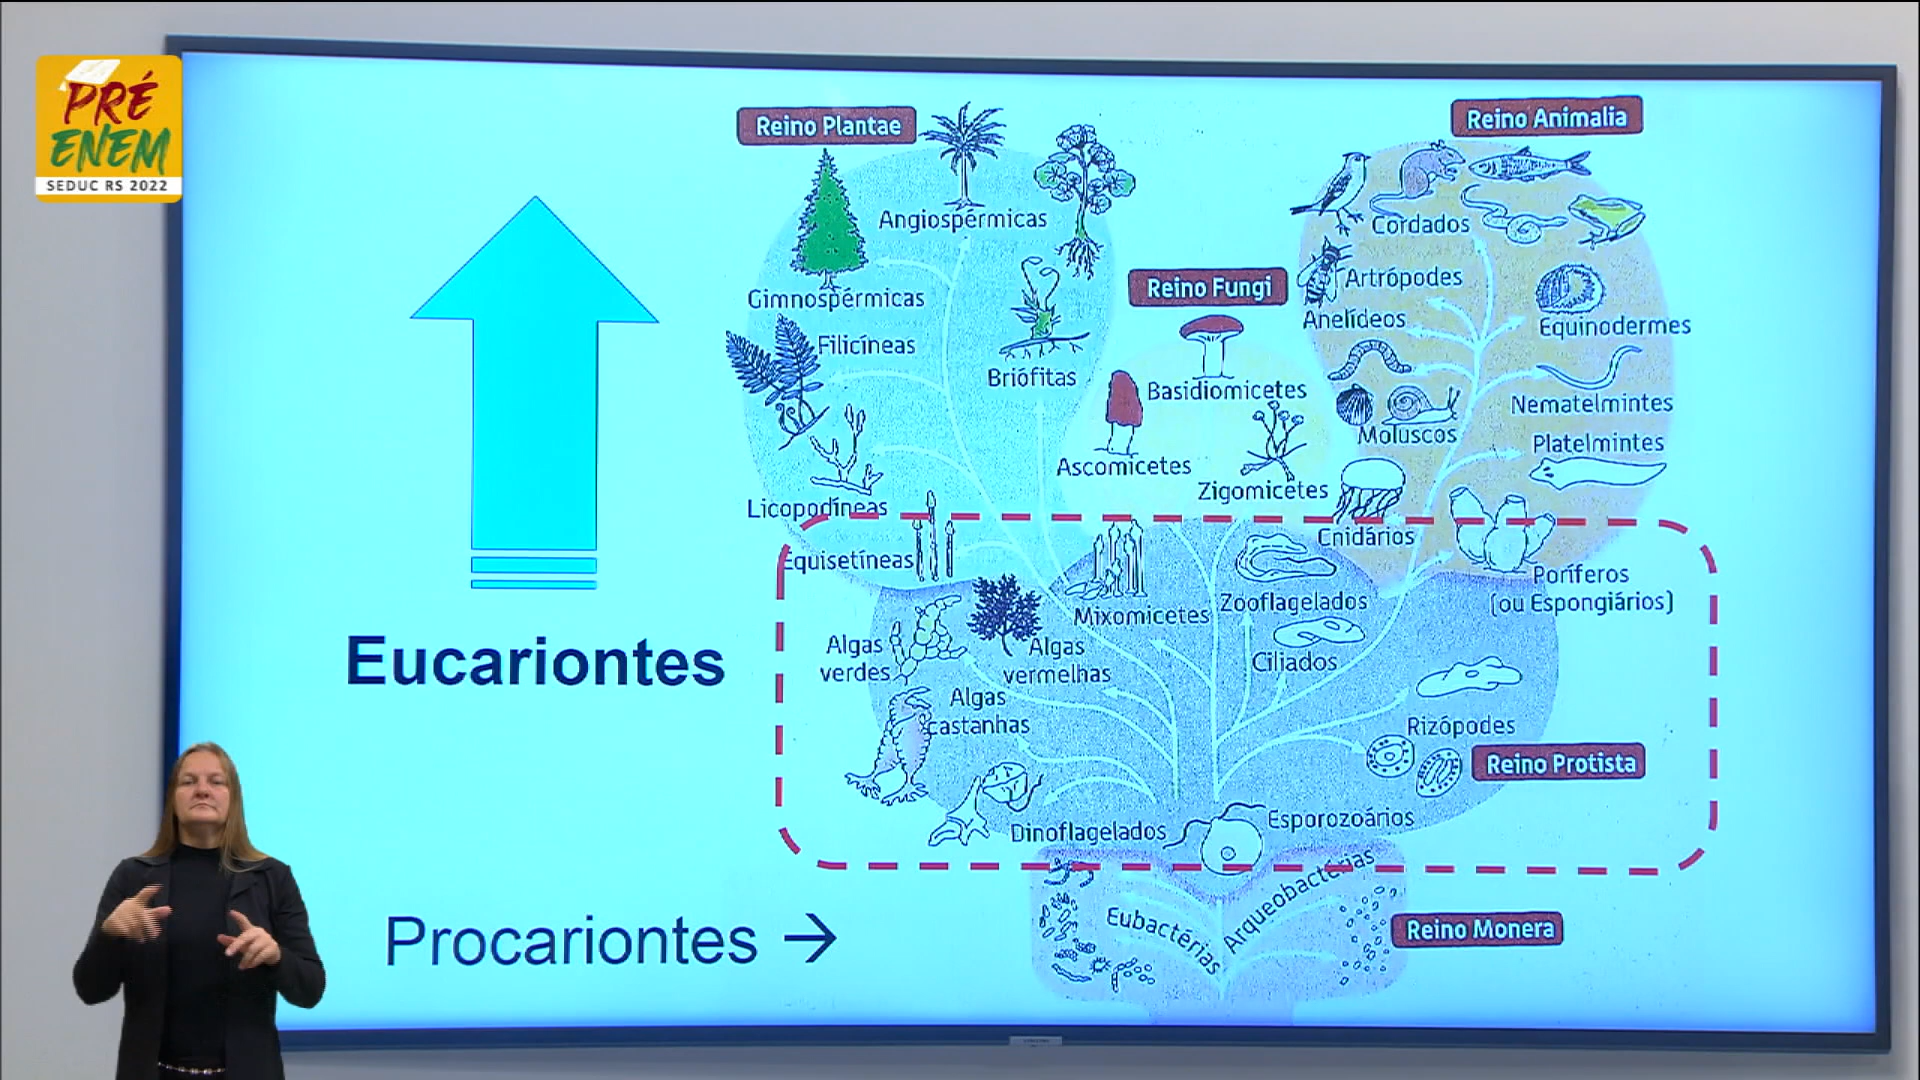 PRÉ
ENEM
SEDUC RS 2022
Reino Plantae
Reino Animalia
Angiospérmicas
Cordados
Gimnospérmicas
Reino Fungi
Artrópodes
Anelídeos
Equinodermes
Filicíneas
Briófitas
Basidiomicetes
Nematelmintes
Moluscos
Platelmintes
Ascomicetes
Zigomicetes
Licopodíneas
Cnidários
Equisetíneas
Poríferos
(ou Espongiários)
Mixomicetes
Zooflagelados
Algas
verdes
Algas
vermelhas
Ciliados
Algas
castanhas
Rizópodes
Reino Protista
Dinoflagelados
Esporozoários
Eucariontes
Procariontes →
Eubactérias
Arqueobactérias
Reino Monera